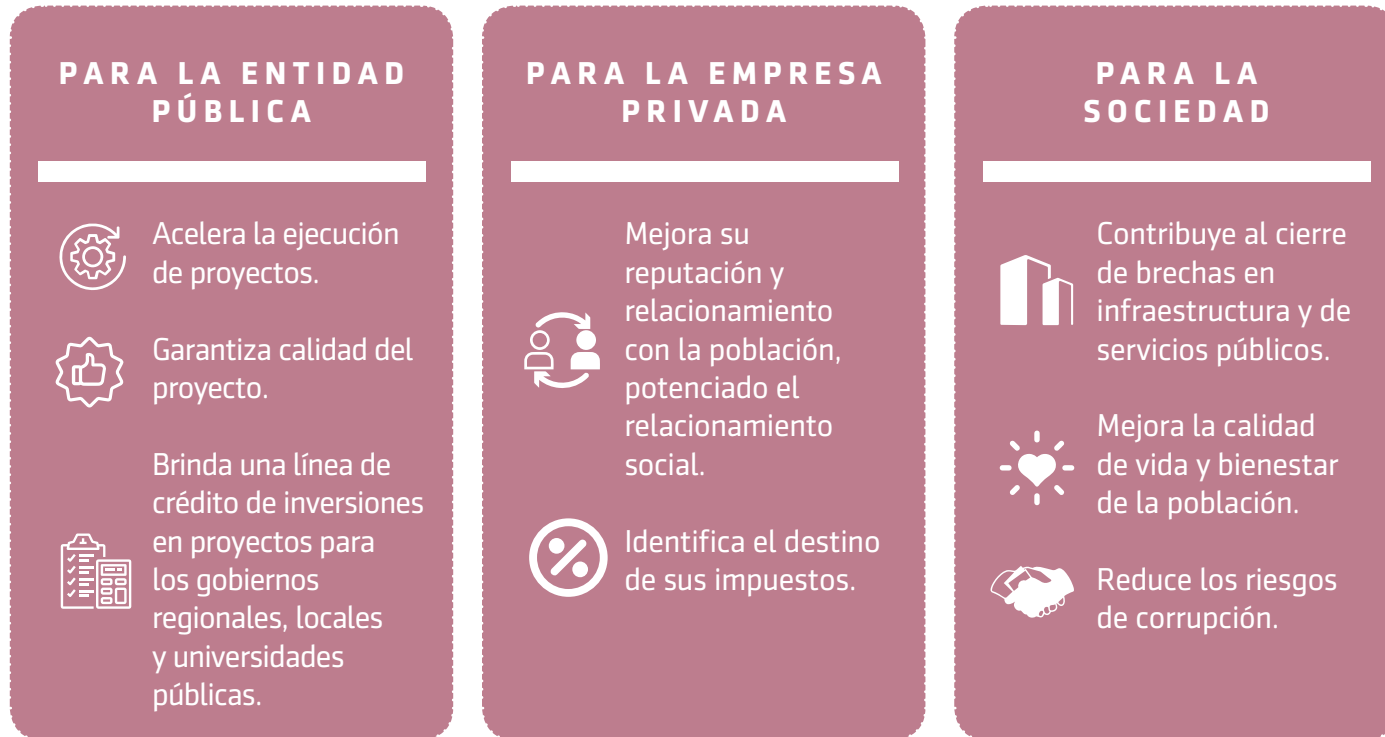 PARA LA ENTIDAD
PÚBLICA
Acelera la ejecución
de proyectos.
Garantiza calidad del
proyecto.
Brinda una línea de
crédito de inversiones
en proyectos para
los gobiernos
regionales, locales
y universidades
públicas.
PARA LA EMPRESA
PRIVADA
Mejora su
reputación y
relacionamiento
con la población,
potenciado el
relacionamiento
social.
Identifica el destino
de sus impuestos.
PARA LA
SOCIEDAD
Contribuye al cierre
de brechas en
infraestructura y de
servicios públicos.
Mejora la calidad
de vida y bienestar
de la población.
Reduce los riesgos
de corrupción.